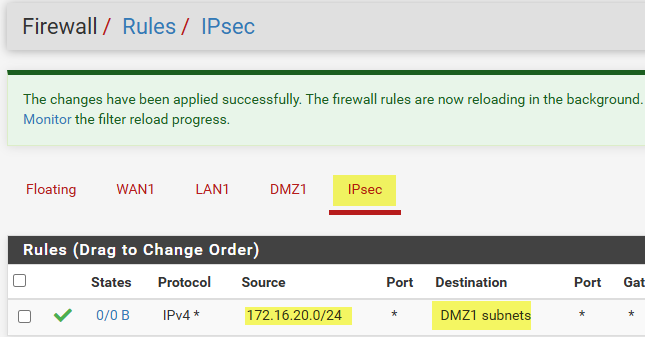 Firewall / Rules / IPsec
The changes have been applied successfully. The firewall rules are now reloading in the background.
Monitor the filter reload progress.
Floating WAN1 LAN1 DMZ1 IPsec
Rules (Drag to Change Order)
States Protocol Source Port Destination Port Gat
0/0 B IPv4 * 172.16.20.0/24 * DMZ1 subnets * *